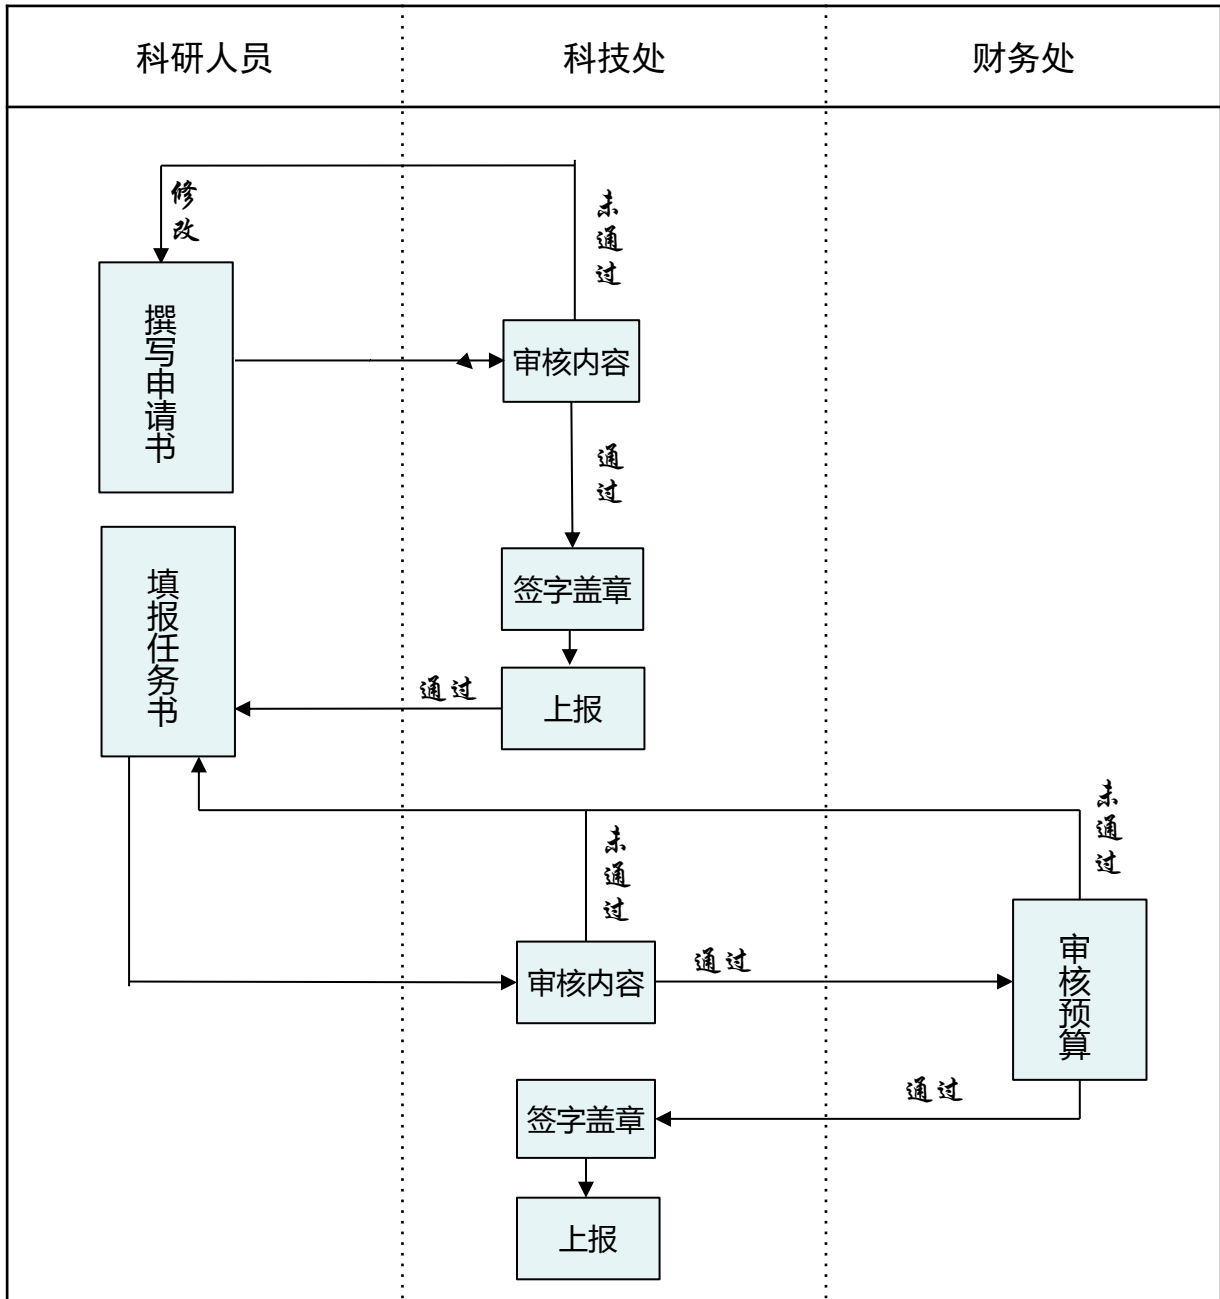 科研人员
科技处
财务处
修改
未通过
撰写申请书
审核内容
通过
签字盖章
填报任务书
通过
上报
未通过
未通过
审核内容
通过
审核预算
通过
签字盖章
上报